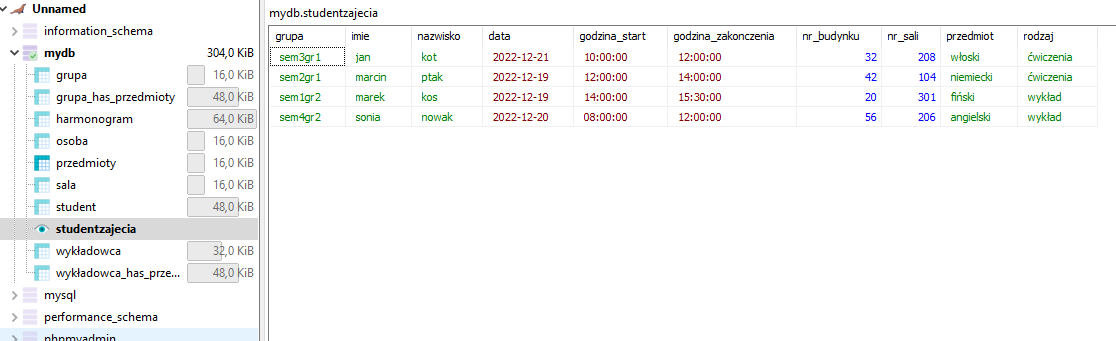 Unnamed
information_schema
mydb 304,0 KiB
grupa 16,0 KiB
grupa_has_przedmioty 48,0 KiB
harmonogram 64,0 KiB
osoba 16,0 KiB
przedmioty 16,0 KiB
sala 16,0 KiB
student 48,0 KiB
studentzajecia
wykładowca 32,0 KiB
wykładowca_has_prze... 48,0 KiB
mysql
performance_schema
phpmyadmin
mydb.studentzajecia
grupa imie nazwisko data godzina_start godzina_zakonczenia nr_budynku nr_sali przedmiot rodzaj
sem3gr1 jan kot 2022-12-21 10:00:00 12:00:00 32 208 włoski ćwiczenia
sem2gr1 marcin ptak 2022-12-19 12:00:00 14:00:00 42 104 niemiecki ćwiczenia
sem1gr2 marek kos 2022-12-19 14:00:00 15:30:00 20 301 fiński wykład
sem4gr2 sonia nowak 2022-12-20 08:00:00 12:00:00 56 206 angielski wykład